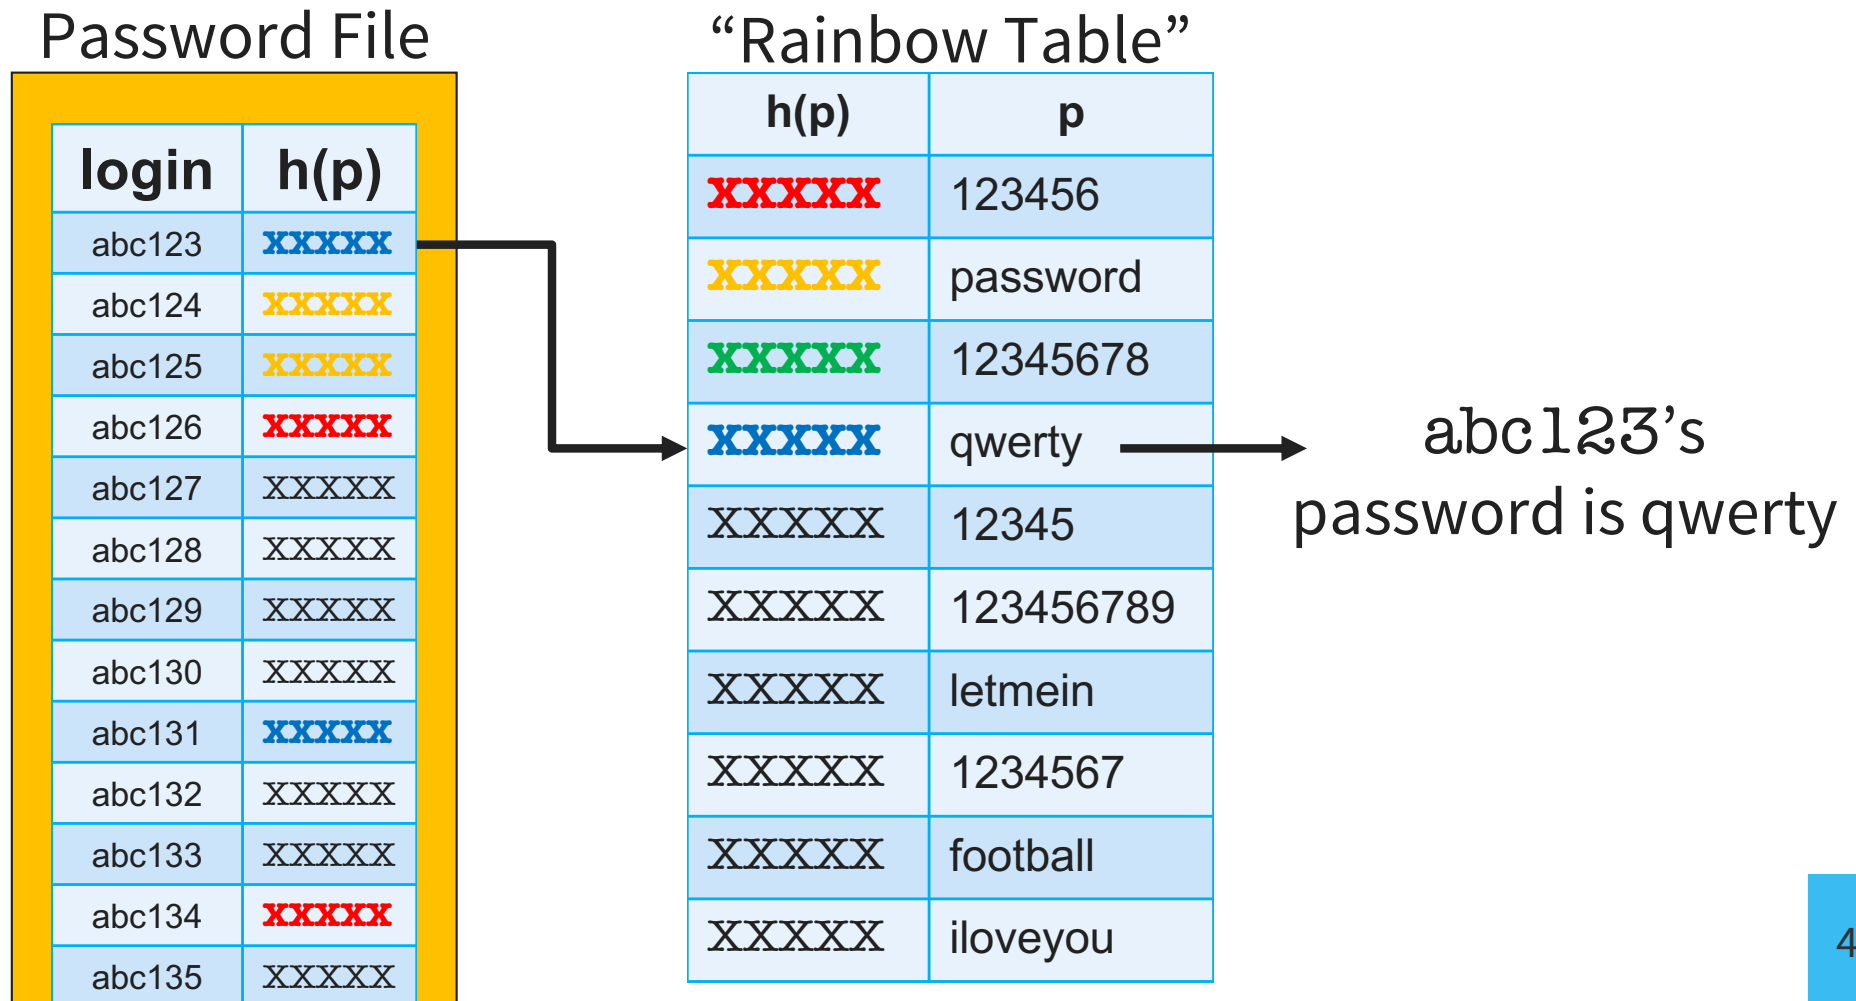 Password File
“Rainbow Table”
login h(p)
abc123 XXXXX
abc124 XXXXX
abc125 XXXXX
abc126 XXXXX
abc127 XXXXX
abc128 XXXXX
abc129 XXXXX
abc130 XXXXX
abc131 XXXXX
abc132 XXXXX
abc133 XXXXX
abc134 XXXXX
abc135 XXXXX
h(p) p
XXXXX 123456
XXXXX password
XXXXX 12345678
XXXXX qwerty
XXXXX 12345
XXXXX 123456789
XXXXX letmein
XXXXX 1234567
XXXXX football
XXXXX iloveyou
abc123’s
password is qwerty
4